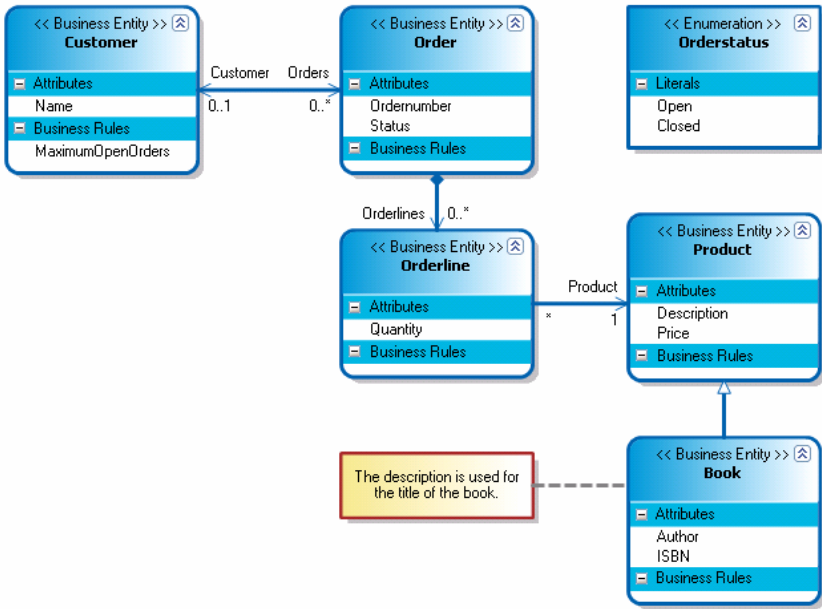 << Business Entity >>
Customer
Attributes
Name
Business Rules
MaximumOpenOrders
Customer
Orders
0..1
0..*
<< Business Entity >>
Order
Attributes
Ordernumber
Status
Business Rules
<< Enumeration >>
Orderstatus
Literals
Open
Closed
Orderlines
0..*
<< Business Entity >>
Orderline
Attributes
Quantity
Business Rules
Product
*
1
<< Business Entity >>
Product
Attributes
Description
Price
Business Rules
The description is used for
the title of the book.
<< Business Entity >>
Book
Attributes
Author
ISBN
Business Rules